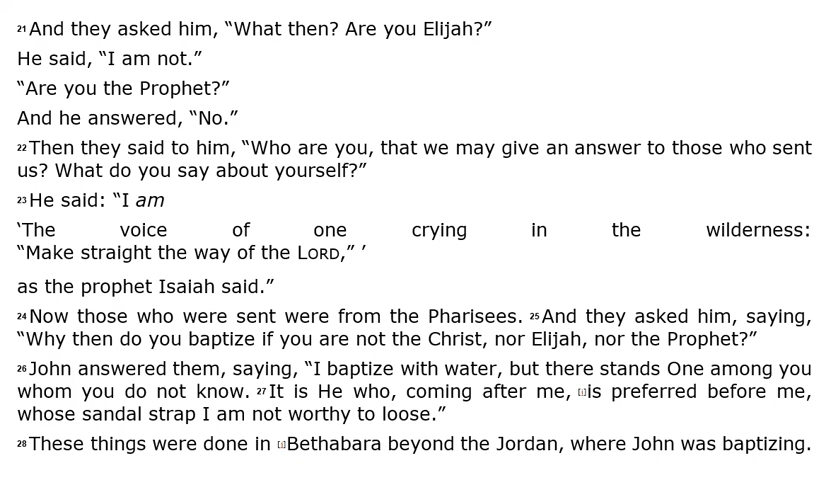 21 And they asked him, “What then? Are you Elijah?”
He said, “I am not.”
“Are you the Prophet?”
And he answered, “No.”
22 Then they said to him, “Who are you, that we may give an answer to those who sent
us? What do you say about yourself?”
23 He said: “I am
‘The voice of one crying in the wilderness:
“Make straight the way of the LORD,” ’
as the prophet Isaiah said.”
24 Now those who were sent were from the Pharisees. 25 And they asked him, saying,
“Why then do you baptize if you are not the Christ, nor Elijah, nor the Prophet?”
26 John answered them, saying, “I baptize with water, but there stands One among you
whom you do not know. 27 It is He who, coming after me, is preferred before me,
whose sandal strap I am not worthy to loose.”
28 These things were done in Bethabara beyond the Jordan, where John was baptizing.